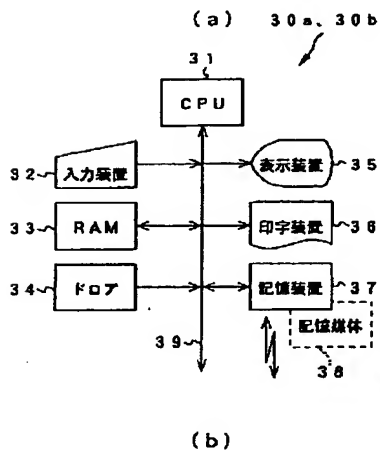 (a) 30a、30b
31
CPU
32 入力装置
表示装置 35
33 RAM
印字装置 36
34 ドロア
記憶装置 37
記憶媒体
39
38
(b)